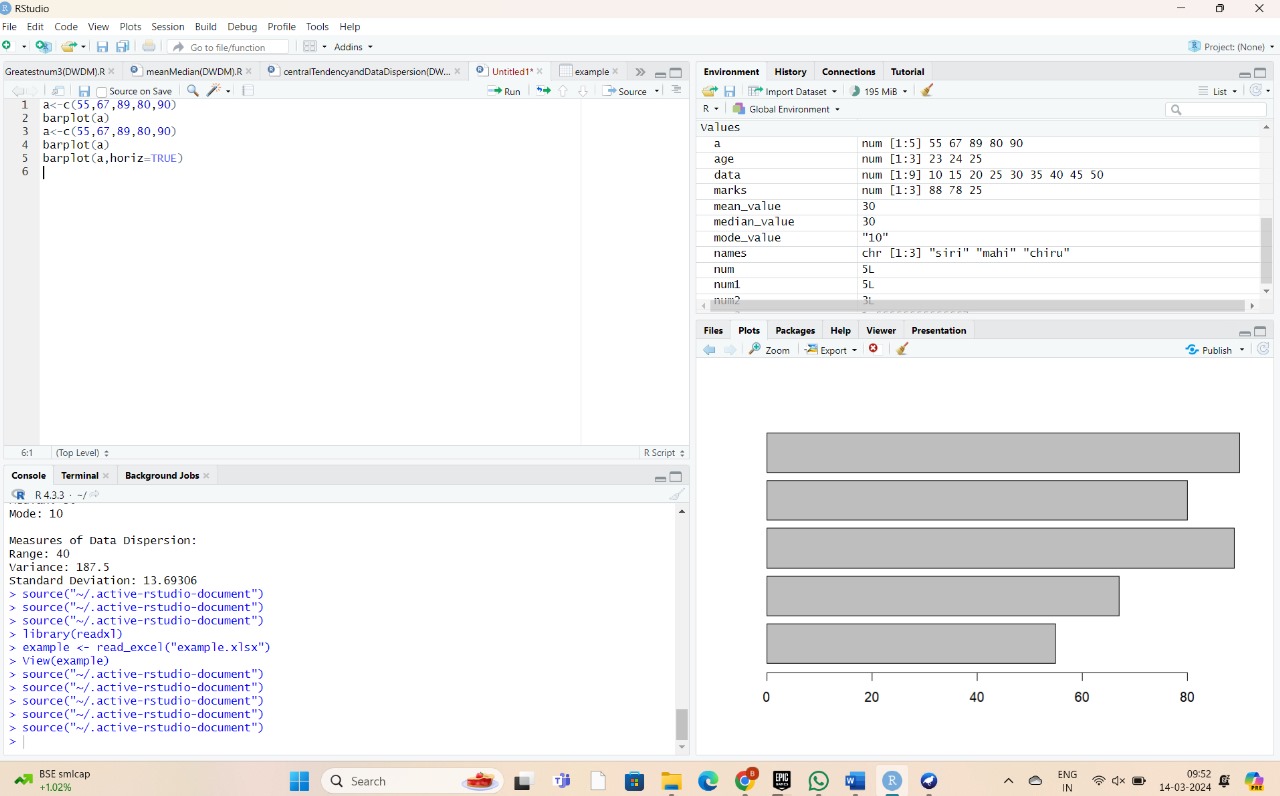 RStudio
File Edit Code View Plots Session Build Debug Profile Tools Help
Go to file/function Addins Project: (None)
Greatestnum3(DWDM).R meanMedian(DWDM).R centralTendencyandDataDispersion(DW... Untitled1* example
Source on Save Run Source
1 a<-c(55,67,89,80,90)
2 barplot(a)
3 a<-c(55,67,89,80,90)
4 barplot(a)
5 barplot(a,horiz=TRUE)
6
6:1 (Top Level) R Script
Console Terminal Background Jobs
R 4.3.3 · ~/
Mode: 10
Measures of Data Dispersion:
Range: 40
Variance: 187.5
Standard Deviation: 13.69306
> source("~/.active-rstudio-document")
> source("~/.active-rstudio-document")
> source("~/.active-rstudio-document")
> library(readxl)
> example <- read_excel("example.xlsx")
> View(example)
> source("~/.active-rstudio-document")
> source("~/.active-rstudio-document")
> source("~/.active-rstudio-document")
> source("~/.active-rstudio-document")
> source("~/.active-rstudio-document")
>
Environment History Connections Tutorial
Import Dataset 195 MiB List
R Global Environment
Values
a num [1:5] 55 67 89 80 90
age num [1:3] 23 24 25
data num [1:9] 10 15 20 25 30 35 40 45 50
marks num [1:3] 88 78 25
mean_value 30
median_value 30
mode_value "10"
names chr [1:3] "siri" "mahi" "chiru"
num 5L
num1 5L
num2 3L
Files Plots Packages Help Viewer Presentation
Zoom Export Publish
0 20 40 60 80
BSE smlcap
+1.02%
Search
ENG
IN
09:52
14-03-2024